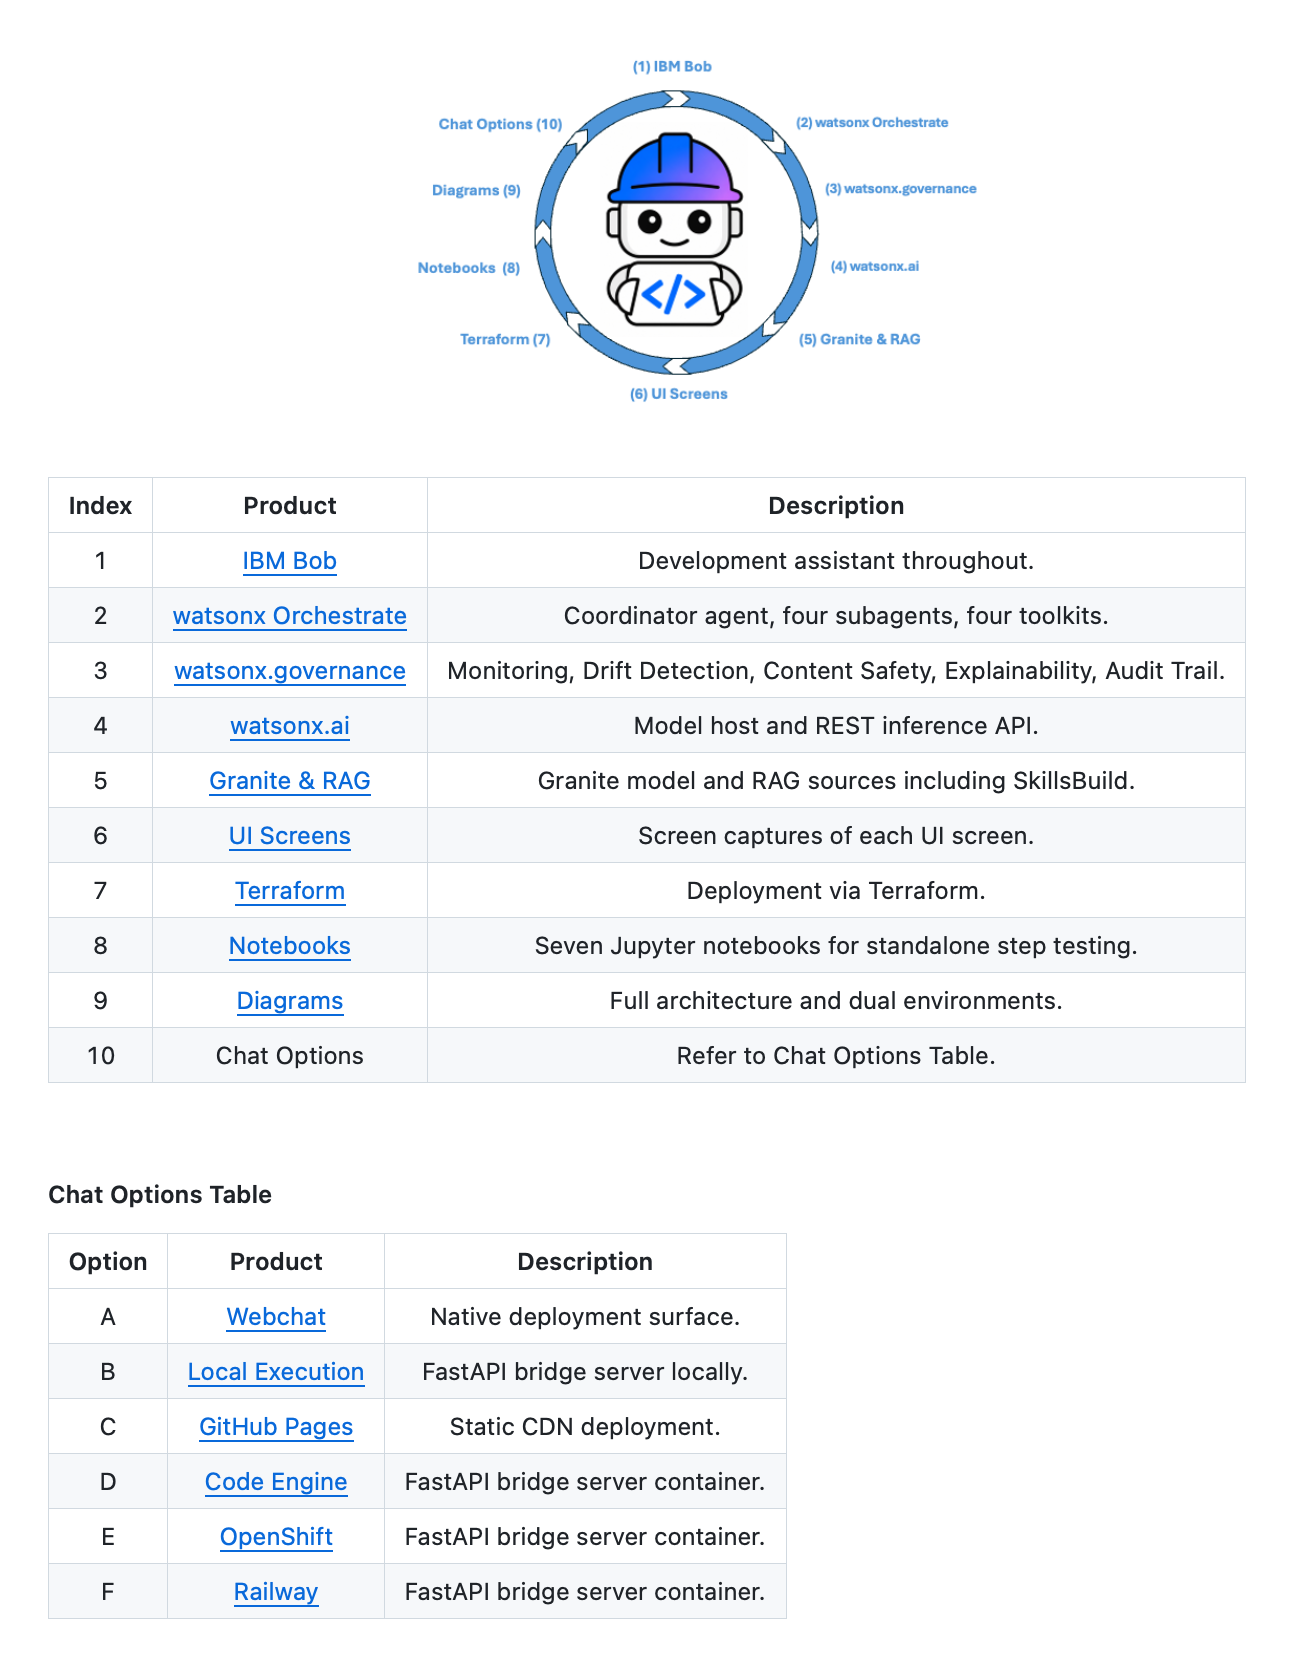 (1) IBM Bob
Chat Options (10)
(2) watsonx Orchestrate
Diagrams (9)
(3) watsonx.governance
Notebooks (8)
(4) watsonx.ai
Terraform (7)
(5) Granite & RAG
(6) UI Screens
</>
Index Product Description
1 IBM Bob Development assistant throughout.
2 watsonx Orchestrate Coordinator agent, four subagents, four toolkits.
3 watsonx.governance Monitoring, Drift Detection, Content Safety, Explainability, Audit Trail.
4 watsonx.ai Model host and REST inference API.
5 Granite & RAG Granite model and RAG sources including SkillsBuild.
6 UI Screens Screen captures of each UI screen.
7 Terraform Deployment via Terraform.
8 Notebooks Seven Jupyter notebooks for standalone step testing.
9 Diagrams Full architecture and dual environments.
10 Chat Options Refer to Chat Options Table.
Chat Options Table
Option Product Description
A Webchat Native deployment surface.
B Local Execution FastAPI bridge server locally.
C GitHub Pages Static CDN deployment.
D Code Engine FastAPI bridge server container.
E OpenShift FastAPI bridge server container.
F Railway FastAPI bridge server container.